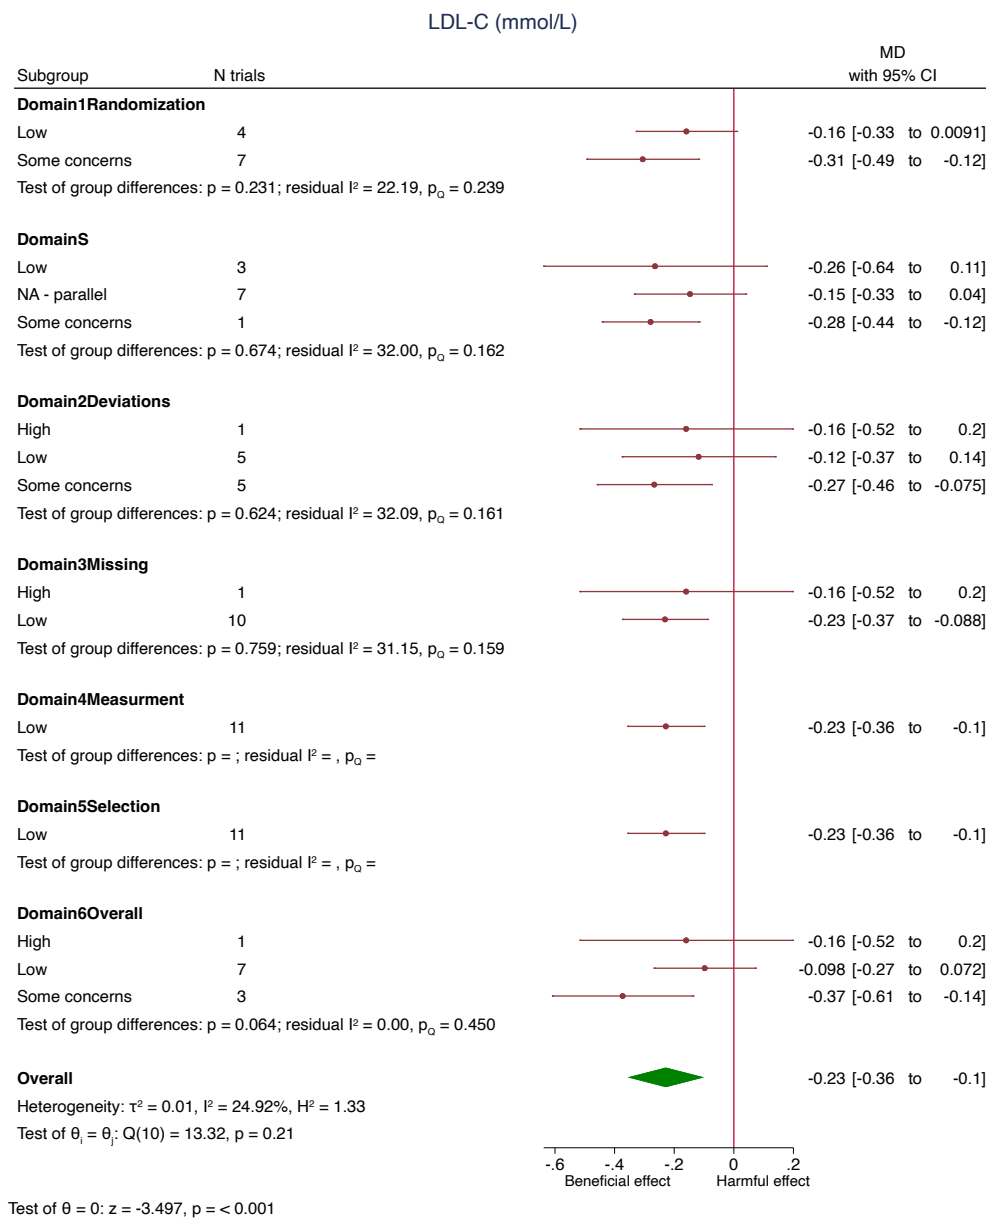 LDL-C (mmol/L)
MD
Subgroup N trials with 95% CI
Domain1Randomization
Low 4 -0.16 [-0.33 to 0.0091]
Some concerns 7 -0.31 [-0.49 to -0.12]
Test of group differences: p = 0.231; residual I² = 22.19, p_Q = 0.239
DomainS
Low 3 -0.26 [-0.64 to 0.11]
NA - parallel 7 -0.15 [-0.33 to 0.04]
Some concerns 1 -0.28 [-0.44 to -0.12]
Test of group differences: p = 0.674; residual I² = 32.00, p_Q = 0.162
Domain2Deviations
High 1 -0.16 [-0.52 to 0.2]
Low 5 -0.12 [-0.37 to 0.14]
Some concerns 5 -0.27 [-0.46 to -0.075]
Test of group differences: p = 0.624; residual I² = 32.09, p_Q = 0.161
Domain3Missing
High 1 -0.16 [-0.52 to 0.2]
Low 10 -0.23 [-0.37 to -0.088]
Test of group differences: p = 0.759; residual I² = 31.15, p_Q = 0.159
Domain4Measurment
Low 11 -0.23 [-0.36 to -0.1]
Test of group differences: p = ; residual I² = , p_Q =
Domain5Selection
Low 11 -0.23 [-0.36 to -0.1]
Test of group differences: p = ; residual I² = , p_Q =
Domain6Overall
High 1 -0.16 [-0.52 to 0.2]
Low 7 -0.098 [-0.27 to 0.072]
Some concerns 3 -0.37 [-0.61 to -0.14]
Test of group differences: p = 0.064; residual I² = 0.00, p_Q = 0.450
Overall -0.23 [-0.36 to -0.1]
Heterogeneity: τ² = 0.01, I² = 24.92%, H² = 1.33
Test of θᵢ = θⱼ: Q(10) = 13.32, p = 0.21
-.6 -.4 -.2 0 .2
Beneficial effect Harmful effect
Test of θ = 0: z = -3.497, p = < 0.001